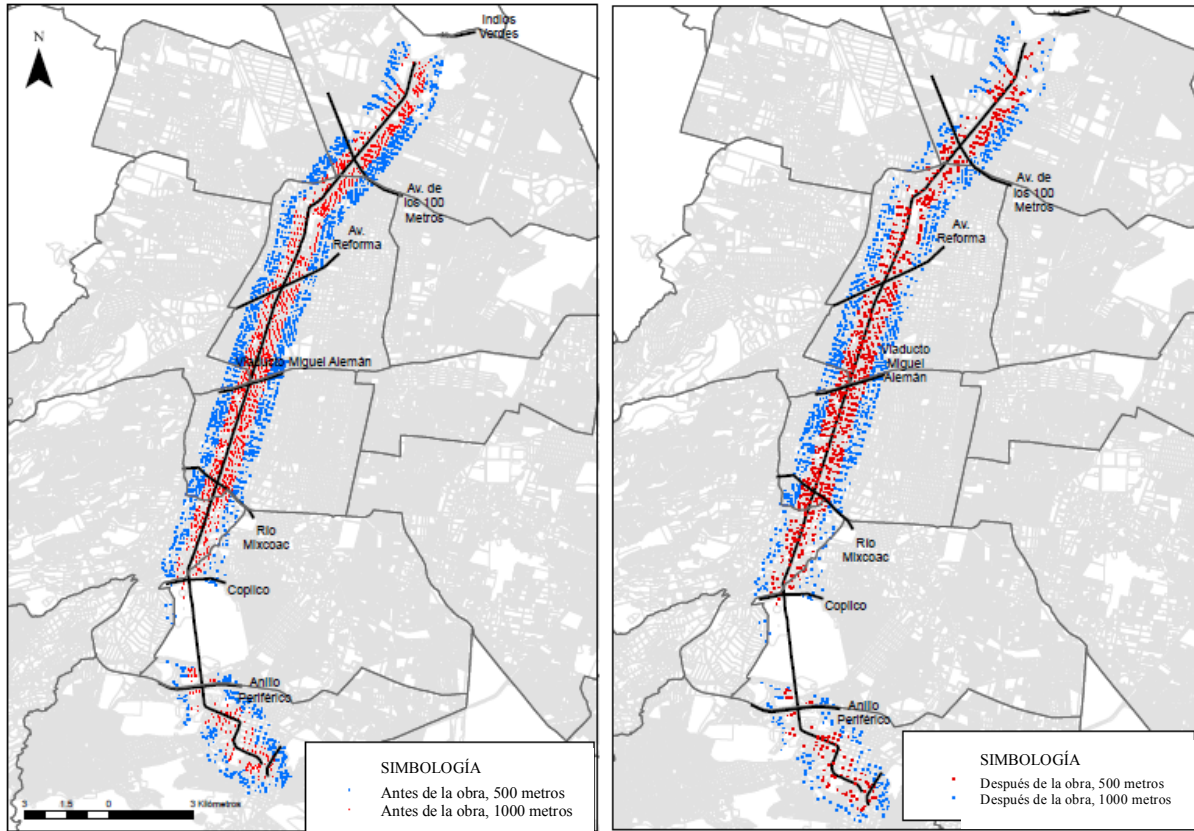 N
Indios
Verdes
Av. de
los 100
Metros
Av.
Reforma
Viaducto Miguel Alemán
Río
Mixcoac
Copilco
Anillo
Periférico
3 1.5 0 3 Kilómetros
SIMBOLOGÍA
Antes de la obra, 500 metros
Antes de la obra, 1000 metros
Indios
Verdes
Av. de
los 100
Metros
Av.
Reforma
Viaducto
Miguel
Alemán
Río
Mixcoac
Copilco
Anillo
Periférico
SIMBOLOGÍA
Después de la obra, 500 metros
Después de la obra, 1000 metros